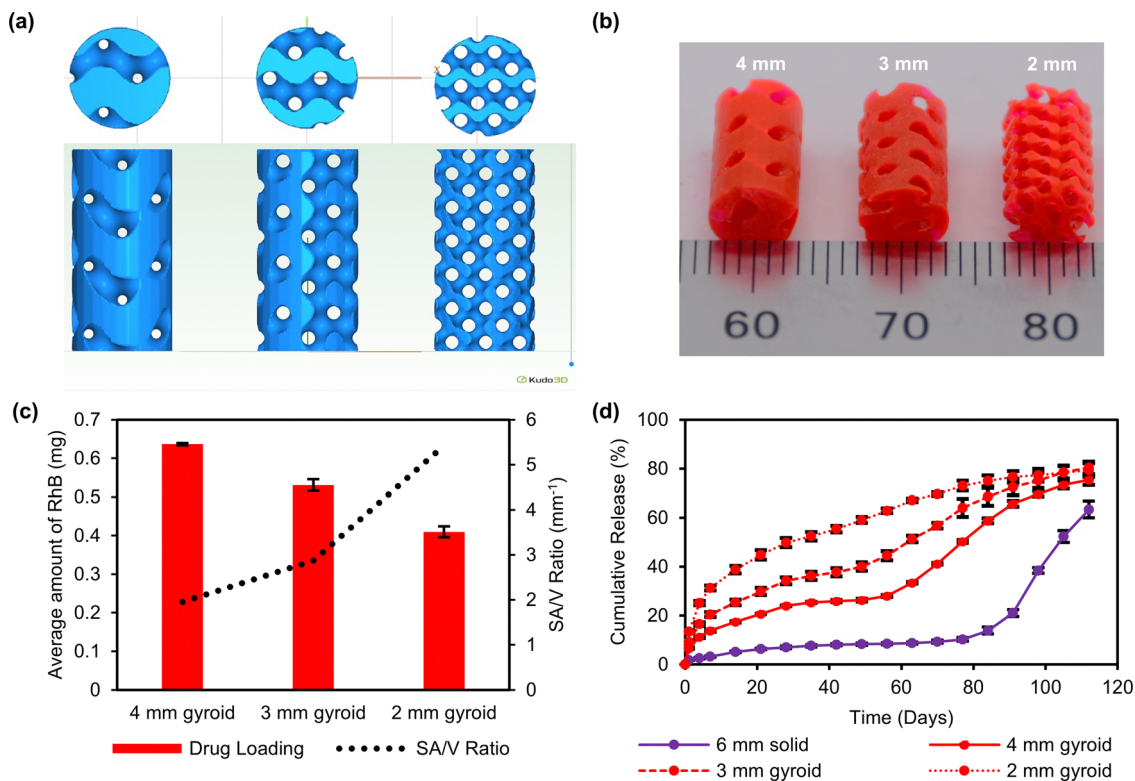 (a)
x
Kudo3D
(b)
4 mm
3 mm
2 mm
60
70
80
(c)
0.7
0.6
0.5
0.4
0.3
0.2
0.1
0
Average amount of RhB (mg)
6
5
4
3
2
1
0
SA/V Ratio (mm⁻¹)
4 mm gyroid
3 mm gyroid
2 mm gyroid
Drug Loading
SA/V Ratio
(d)
100
80
60
40
20
0
Cumulative Release (%)
0
20
40
60
80
100
120
Time (Days)
6 mm solid
4 mm gyroid
3 mm gyroid
2 mm gyroid